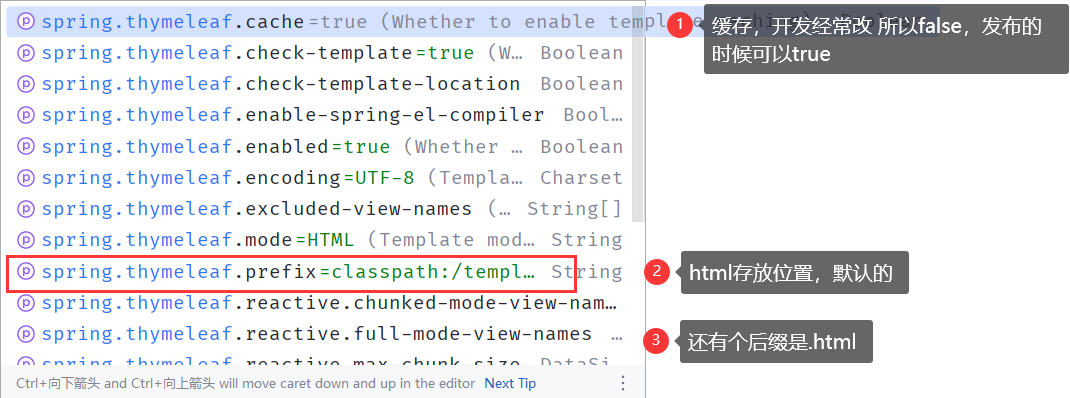 spring.thymeleaf.cache=true (Whether to enable temp
1
缓存，开发经常改 所以false，发布的
时候可以true
spring.thymeleaf.check-template=true (W… Boolean
spring.thymeleaf.check-template-location Boolean
spring.thymeleaf.enable-spring-el-compiler Bool…
spring.thymeleaf.enabled=true (Whether … Boolean
spring.thymeleaf.encoding=UTF-8 (Templa… Charset
spring.thymeleaf.excluded-view-names (… String[]
spring.thymeleaf.mode=HTML (Template mod… String
spring.thymeleaf.prefix=classpath:/templ… String
2
html存放位置，默认的
spring.thymeleaf.reactive.chunked-mode-view-nam…
spring.thymeleaf.reactive.full-mode-view-names …
3
还有个后缀是.html
spring.thymeleaf.reactive.max-chunk-size DataSi…
Ctrl+向下箭头 and Ctrl+向上箭头 will move caret down and up in the editor Next Tip